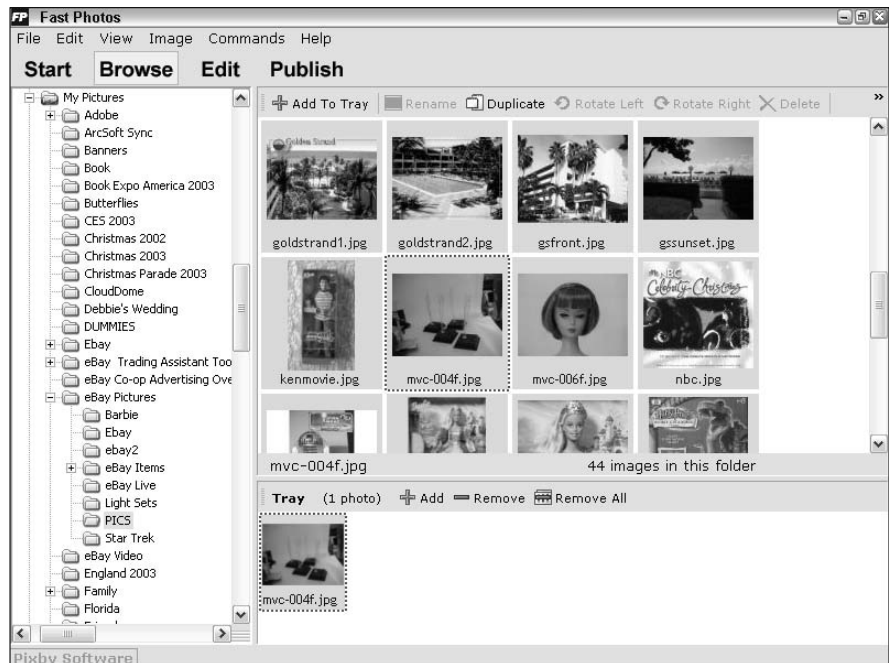 FP Fast Photos
File Edit View Image Commands Help
Start Browse Edit Publish
My Pictures
Adobe
ArcSoft Sync
Banners
Book
Book Expo America 2003
Butterflies
CES 2003
Christmas 2002
Christmas 2003
Christmas Parade 2003
CloudDome
Debbie's Wedding
DUMMIES
Ebay
eBay Trading Assistant Too
eBay Co-op Advertising Ove
eBay Pictures
Barbie
Ebay
ebay2
eBay Items
eBay Live
Light Sets
PICS
Star Trek
eBay Video
England 2003
Family
Florida
Add To Tray Rename Duplicate Rotate Left Rotate Right Delete »
Golden Strand
goldstrand1.jpg goldstrand2.jpg gsfront.jpg gssunset.jpg
NBC
Celebrity Christmas
kenmovie.jpg mvc-004f.jpg mvc-006f.jpg nbc.jpg
mvc-004f.jpg 44 images in this folder
Tray (1 photo) Add Remove Remove All
mvc-004f.jpg
Pixby Software